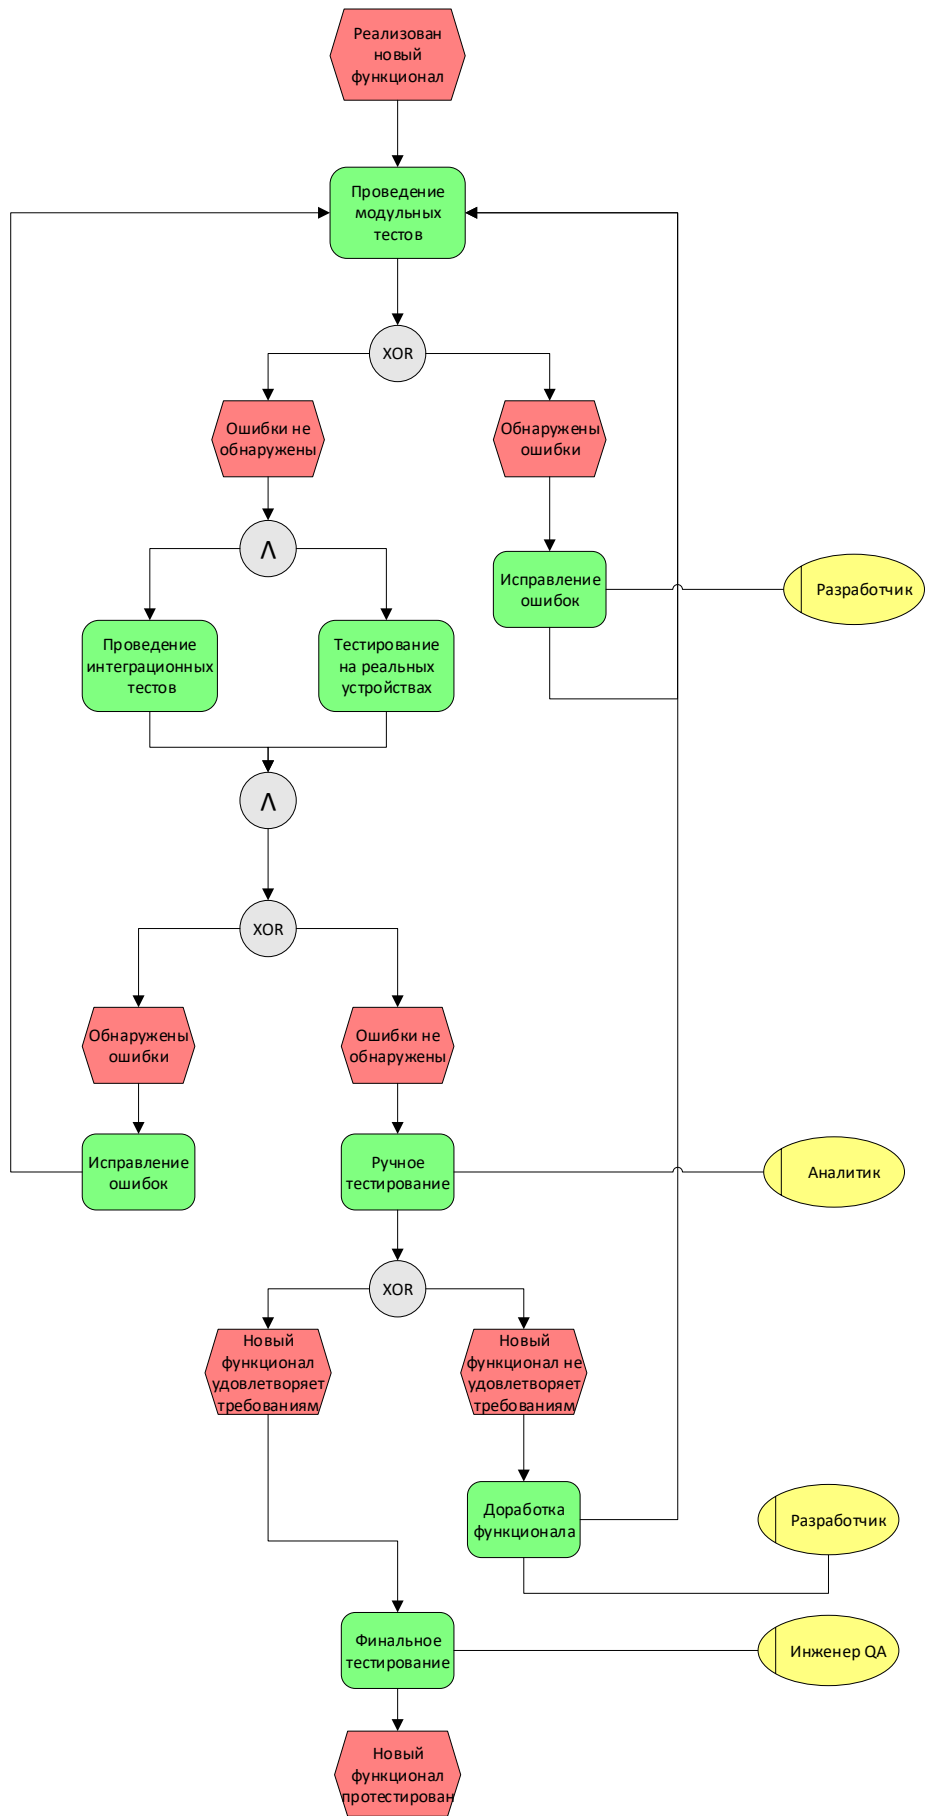 Реализован
новый
функционал
Проведение
модульных
тестов
XOR
Ошибки не
обнаружены
Обнаружены
ошибки
Λ
Исправление
ошибок
Разработчик
Проведение
интеграционных
тестов
Тестирование
на реальных
устройствах
Λ
XOR
Обнаружены
ошибки
Ошибки не
обнаружены
Исправление
ошибок
Ручное
тестирование
Аналитик
XOR
Новый
функционал
удовлетворяет
требованиям
Новый
функционал не
удовлетворяет
требованиям
Доработка
функционала
Разработчик
Финальное
тестирование
Инженер QA
Новый
функционал
протестирован